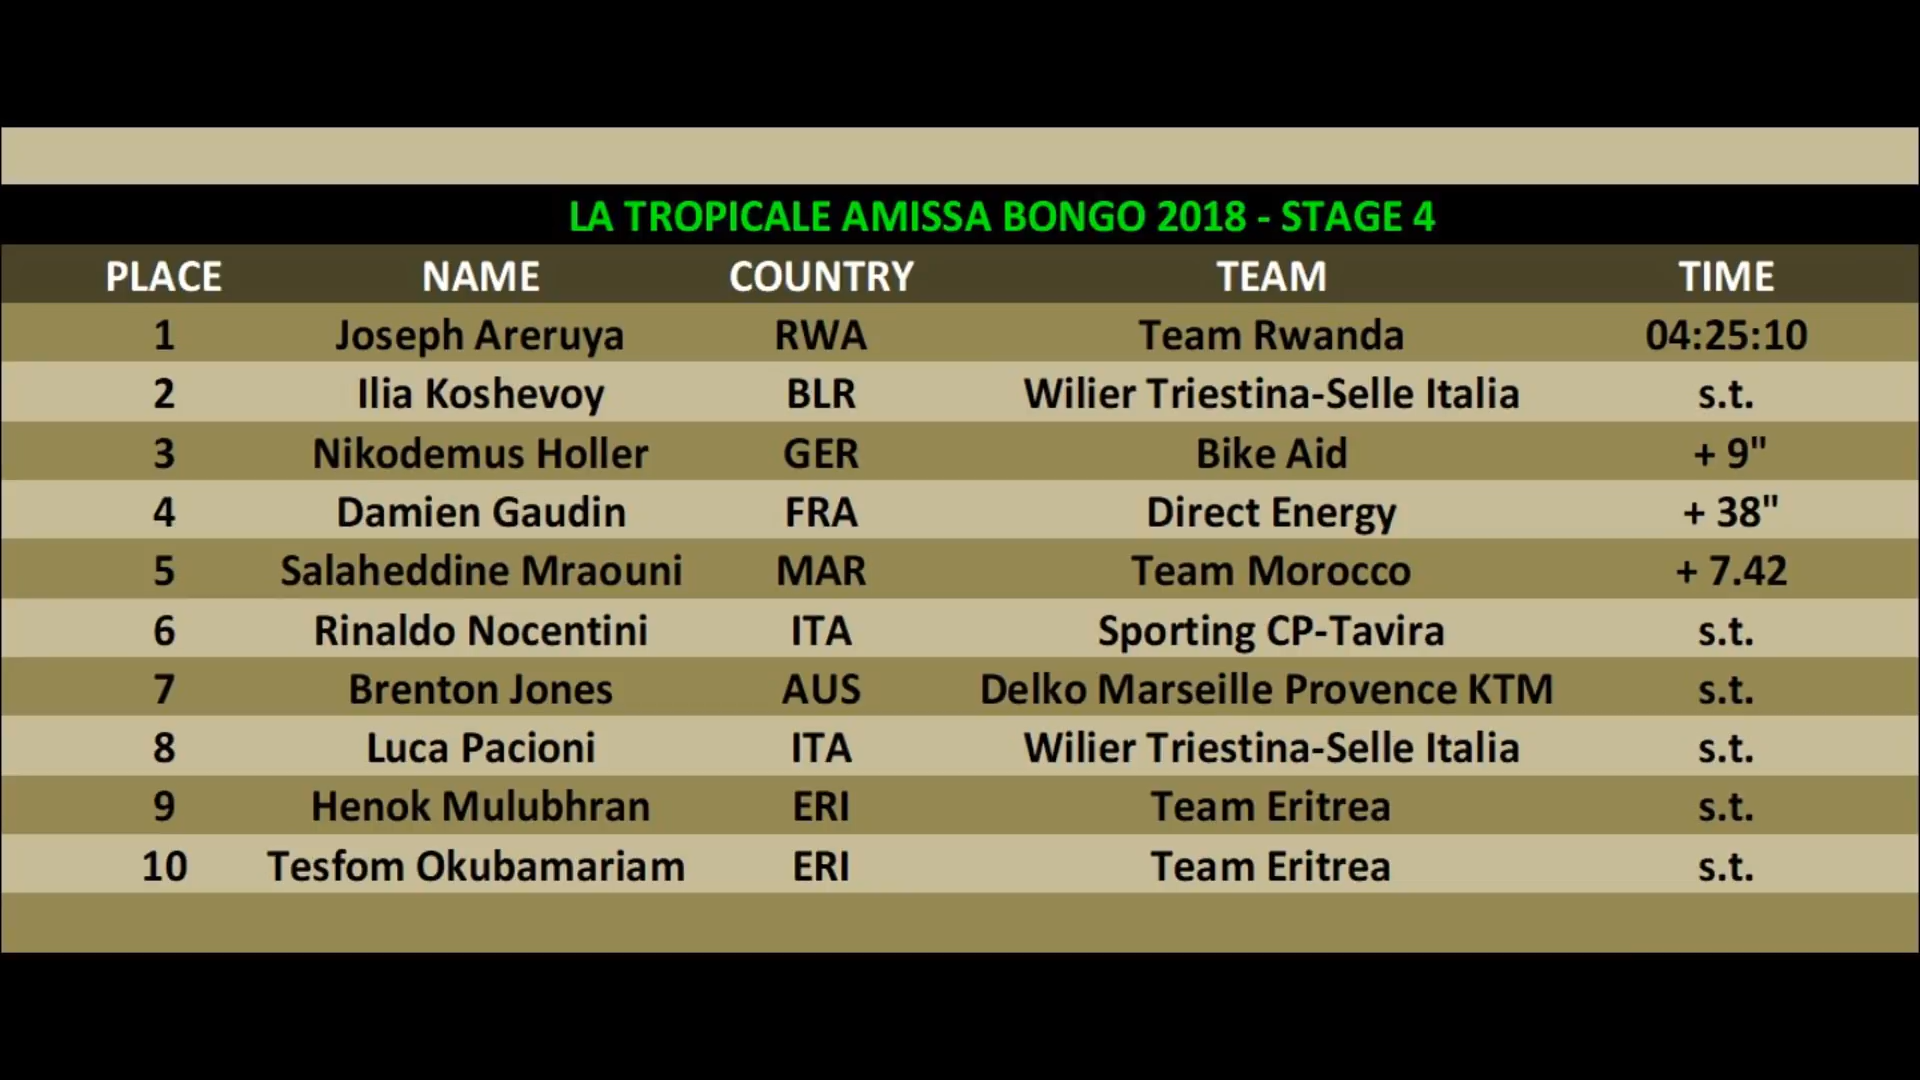 LA TROPICALE AMISSA BONGO 2018 - STAGE 4
PLACE NAME COUNTRY TEAM TIME
1 Joseph Areruya RWA Team Rwanda 04:25:10
2 Ilia Koshevoy BLR Wilier Triestina-Selle Italia s.t.
3 Nikodemus Holler GER Bike Aid + 9"
4 Damien Gaudin FRA Direct Energy + 38"
5 Salaheddine Mraouni MAR Team Morocco + 7.42
6 Rinaldo Nocentini ITA Sporting CP-Tavira s.t.
7 Brenton Jones AUS Delko Marseille Provence KTM s.t.
8 Luca Pacioni ITA Wilier Triestina-Selle Italia s.t.
9 Henok Mulubhran ERI Team Eritrea s.t.
10 Tesfom Okubamariam ERI Team Eritrea s.t.